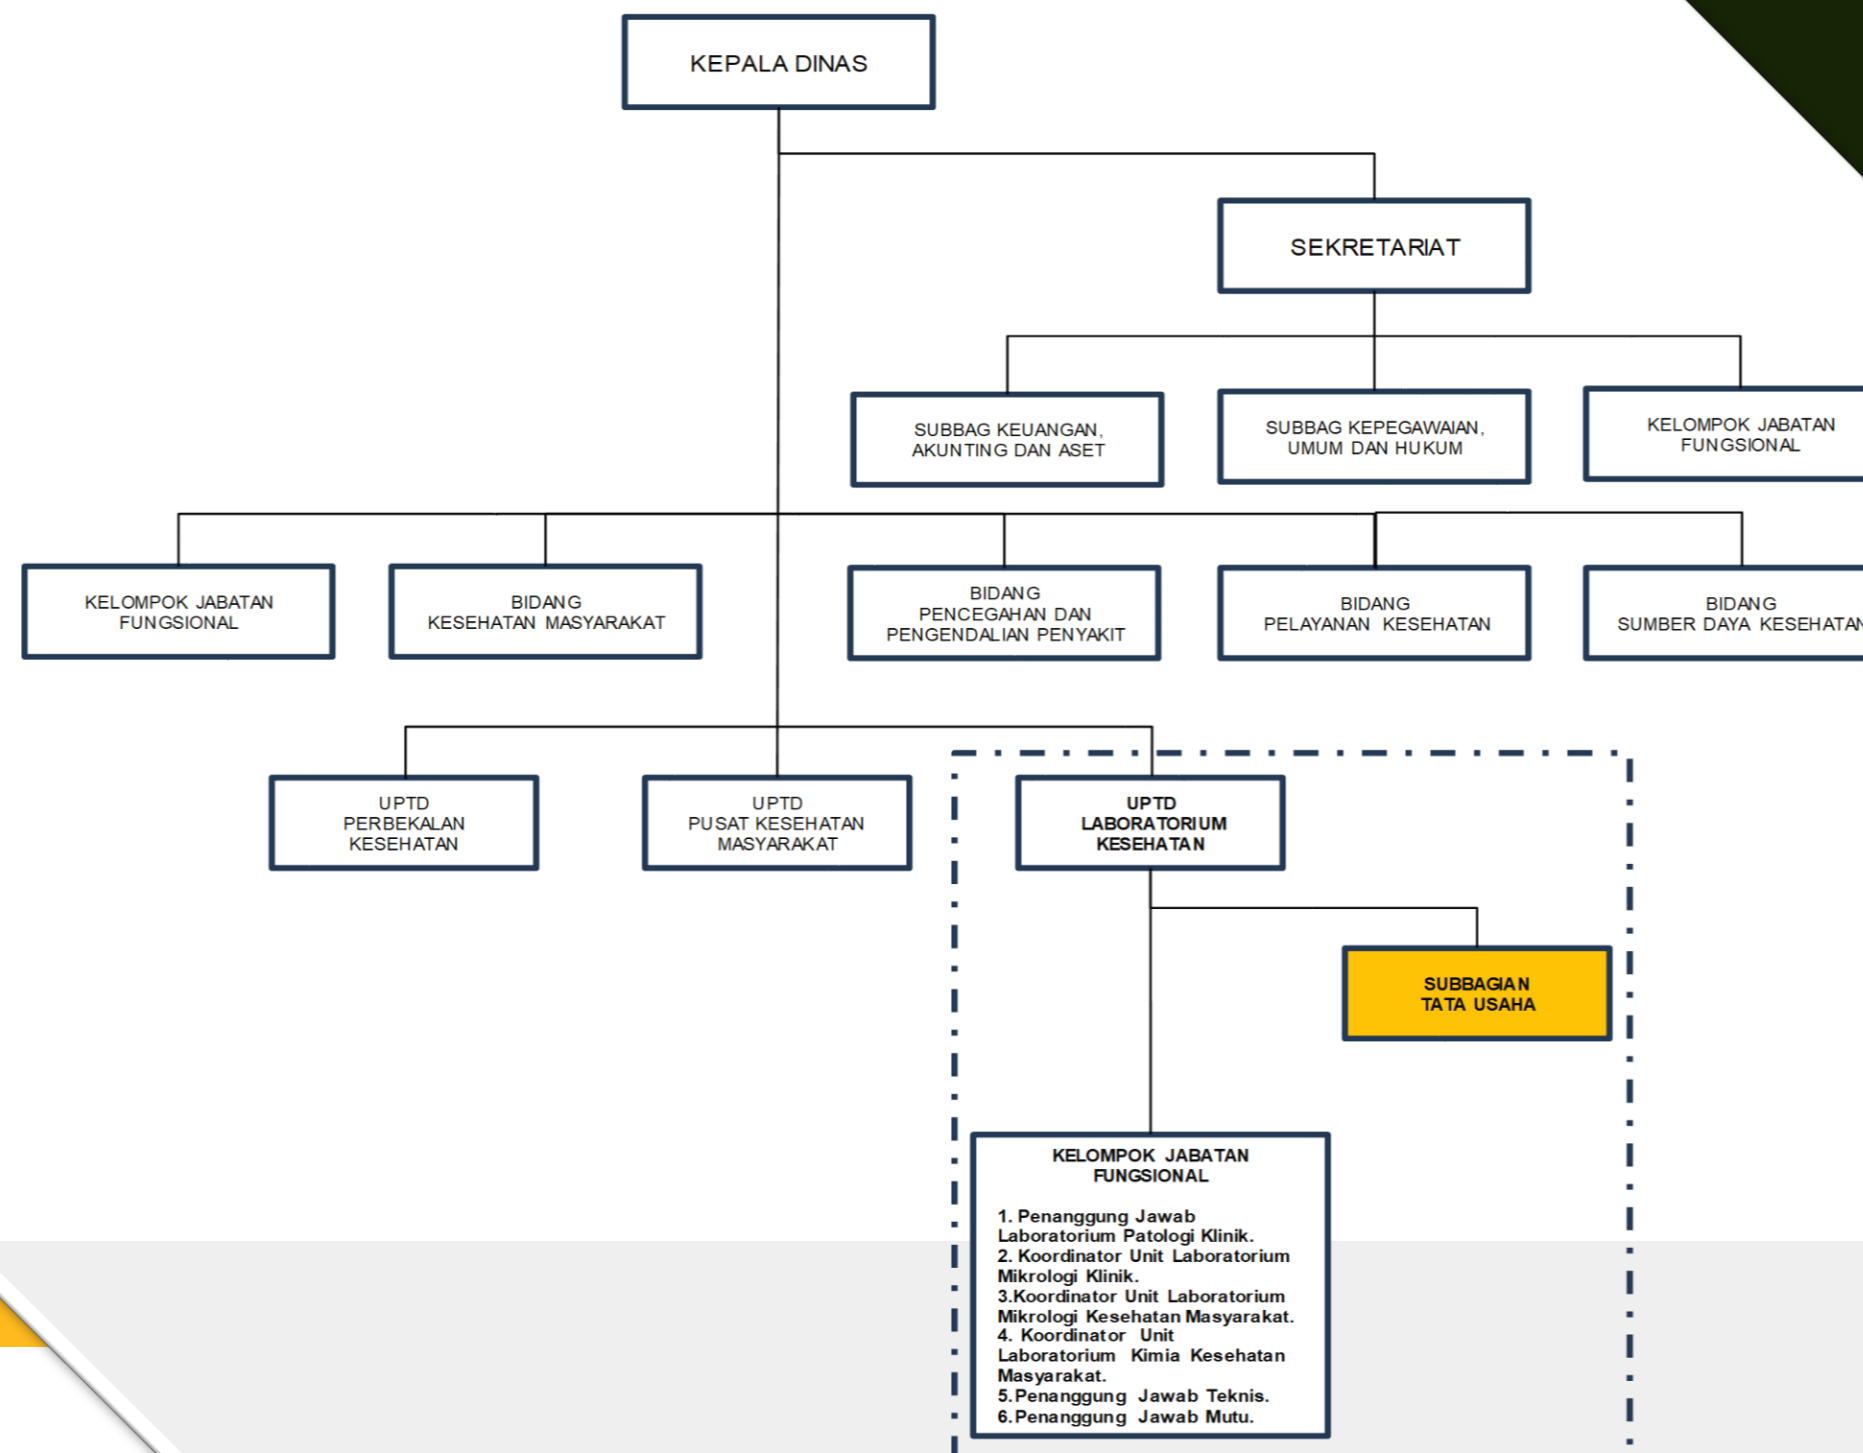 KEPALA DINAS
SEKRETARIAT
SUBBAG KEUANGAN,
AKUNTING DAN ASET
SUBBAG KEPEGAWAIAN,
UMUM DAN HUKUM
KELOMPOK JABATAN
FUNGSIONAL
KELOMPOK JABATAN
FUNGSIONAL
BIDANG
KESEHATAN MASYARAKAT
BIDANG
PENCEGAHAN DAN
PENGENDALIAN PENYAKIT
BIDANG
PELAYANAN KESEHATAN
BIDANG
SUMBER DAYA KESEHATAN
UPTD
PERBEKALAN
KESEHATAN
UPTD
PUSAT KESEHATAN
MASYARAKAT
UPTD
LABORATORIUM
KESEHATAN
SUBBAGIAN
TATA USAHA
KELOMPOK JABATAN
FUNGSIONAL
1. Penanggung Jawab
Laboratorium Patologi Klinik.
2. Koordinator Unit Laboratorium
Mikrologi Klinik.
3.Koordinator Unit Laboratorium
Mikrologi Kesehatan Masyarakat.
4. Koordinator Unit
Laboratorium Kimia Kesehatan
Masyarakat.
5.Penanggung Jawab Teknis.
6.Penanggung Jawab Mutu.